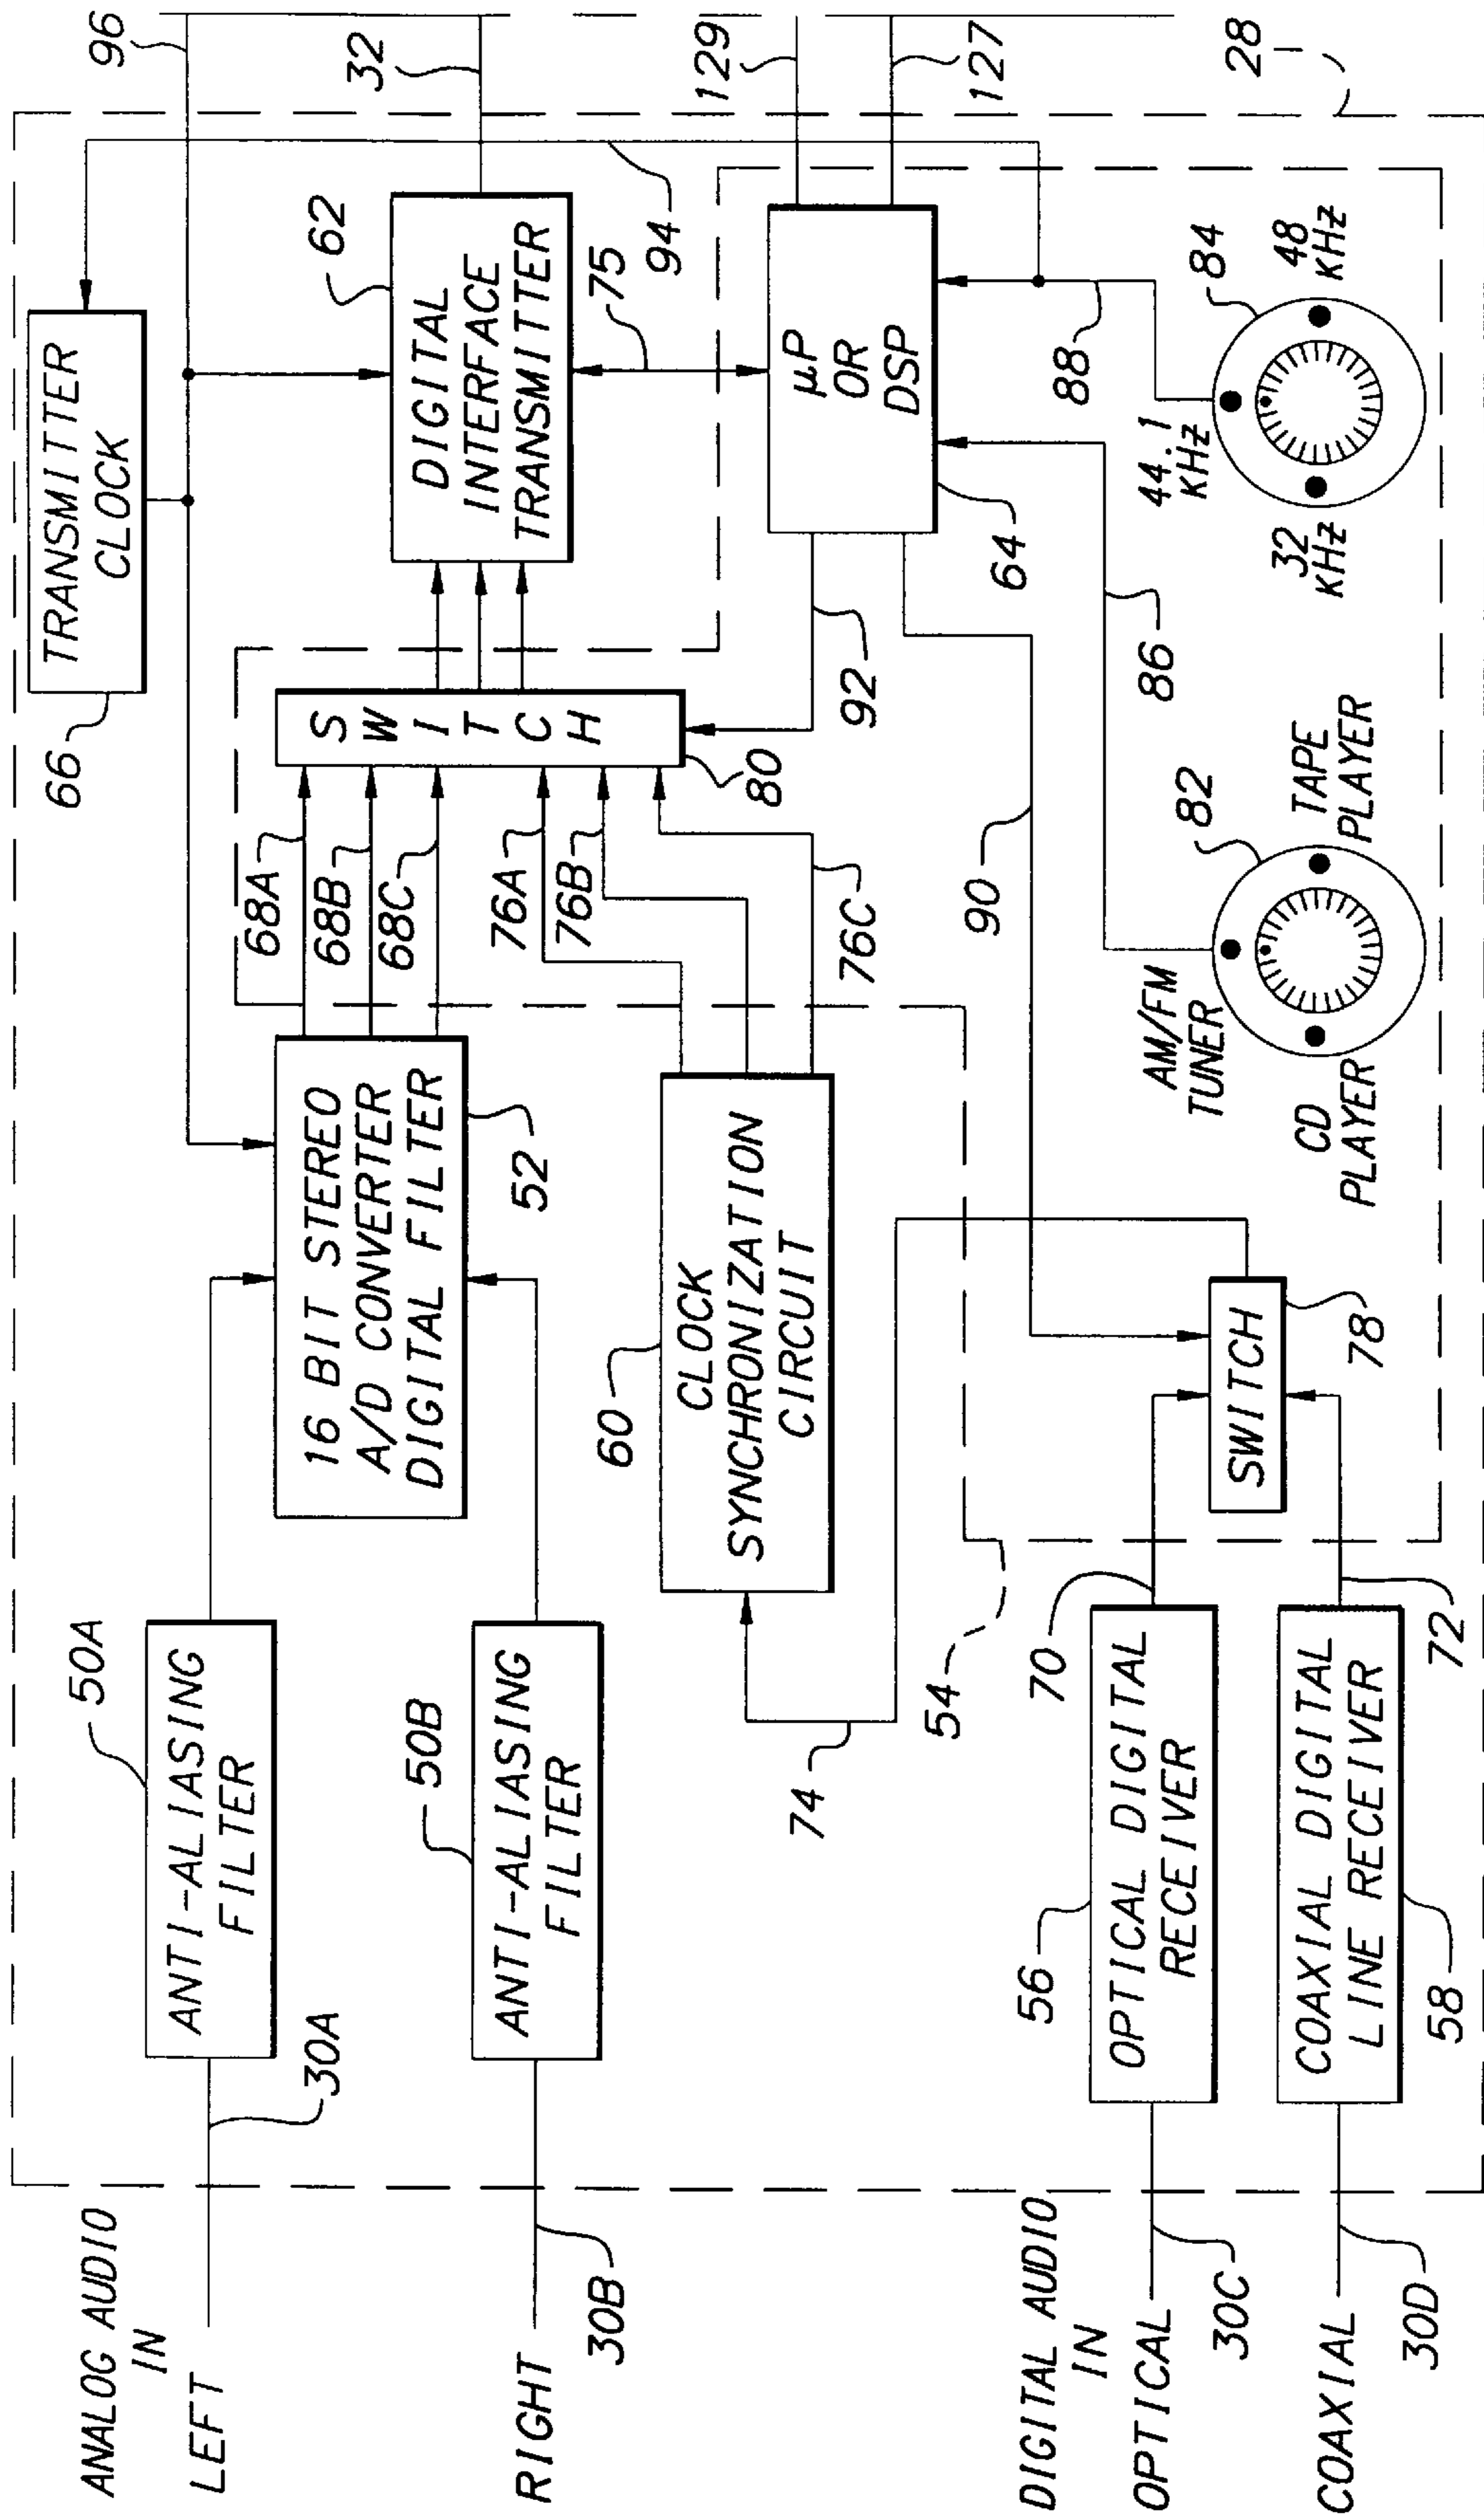 ANALOG AUDIO
IN
LEFT
30A
50A
ANTI-ALIASING
FILTER
RIGHT
30B
50B
ANTI-ALIASING
FILTER
16 BIT STEREO
A/D CONVERTER
DIGITAL FILTER
52
68A
68B
68C
66
TRANSMITTER
CLOCK
96
62
DIGITAL
INTERFACE
TRANSMITTER
32
SWITCH
80
76A
76B
76C
60
CLOCK
SYNCHRONIZATION
CIRCUIT
74
75
94
92
µP
OR
DSP
64
129
127
28
90
86
88
54
DIGITAL AUDIO
IN
OPTICAL
30C
56
OPTICAL DIGITAL
RECEIVER
70
COAXIAL
30D
COAXIAL DIGITAL
LINE RECEIVER
58
72
SWITCH
78
AM/FM
TUNER
82
CD
PLAYER
TAPE
PLAYER
44.1
KHz
84
32
KHz
48
KHz